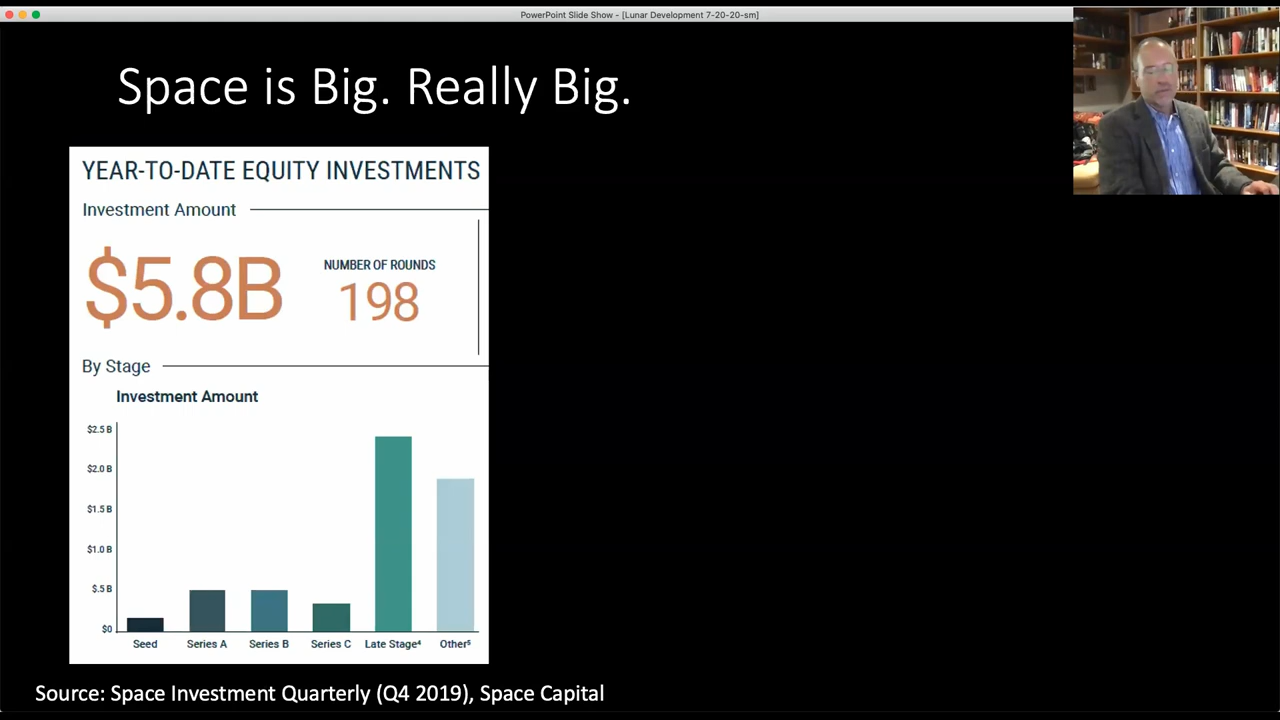 PowerPoint Slide Show - [Lunar Development 7-20-20-sm]
Space is Big. Really Big.
YEAR-TO-DATE EQUITY INVESTMENTS
Investment Amount
$5.8B
NUMBER OF ROUNDS
198
By Stage
Investment Amount
$2.5 B
$2.0 B
$1.5 B
$1.0 B
$.5 B
$0
Seed Series A Series B Series C Late Stage⁴ Other⁵
Source: Space Investment Quarterly (Q4 2019), Space Capital